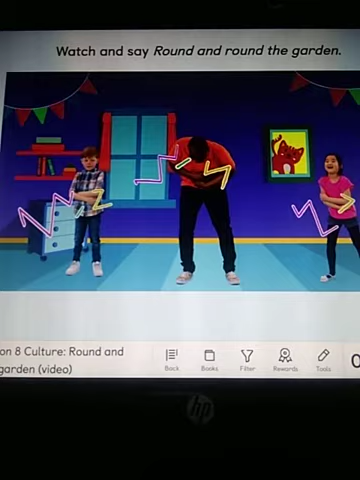 Watch and say Round and round the garden.
on 8 Culture: Round and
garden (video)
Back
Books
Filter
Rewards
Tools
hp